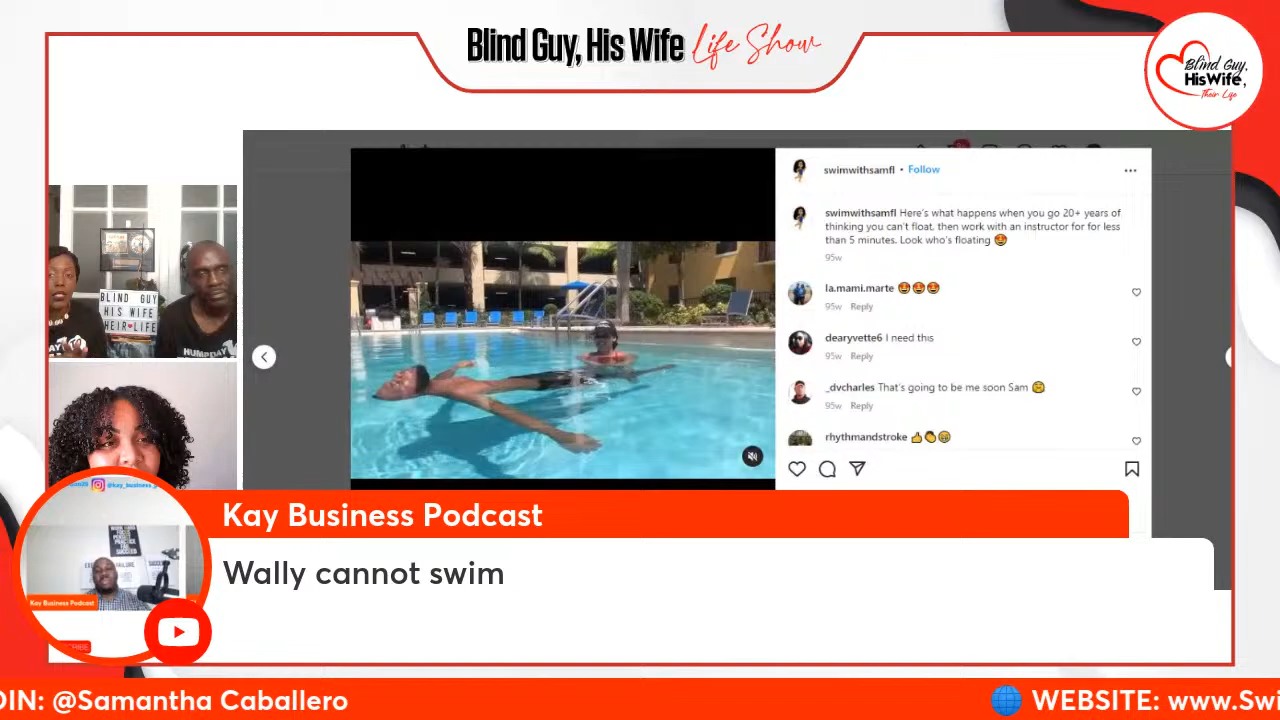 Blind Guy, His Wife Life Show
Blind Guy,
His Wife,
Their Life
BLIND GUY
HIS WIFE
HEIR LIFE
HUMPDAY
swimwithsamfl • Follow
swimwithsamfl Here's what happens when you go 20+ years of
thinking you can't float, then work with an instructor for for less
than 5 minutes. Look who's floating 🤩
95w
la.mami.marte 🤩🤩🤩
95w Reply
dearyvette6 I need this
95w Reply
_dvcharles That's going to be me soon Sam
95w Reply
rhythmandstroke
@kay_business_p
Kay Business Podcast
Kay Business Podcast
Wally cannot swim
OIN: @Samantha Caballero
WEBSITE: www.Swi